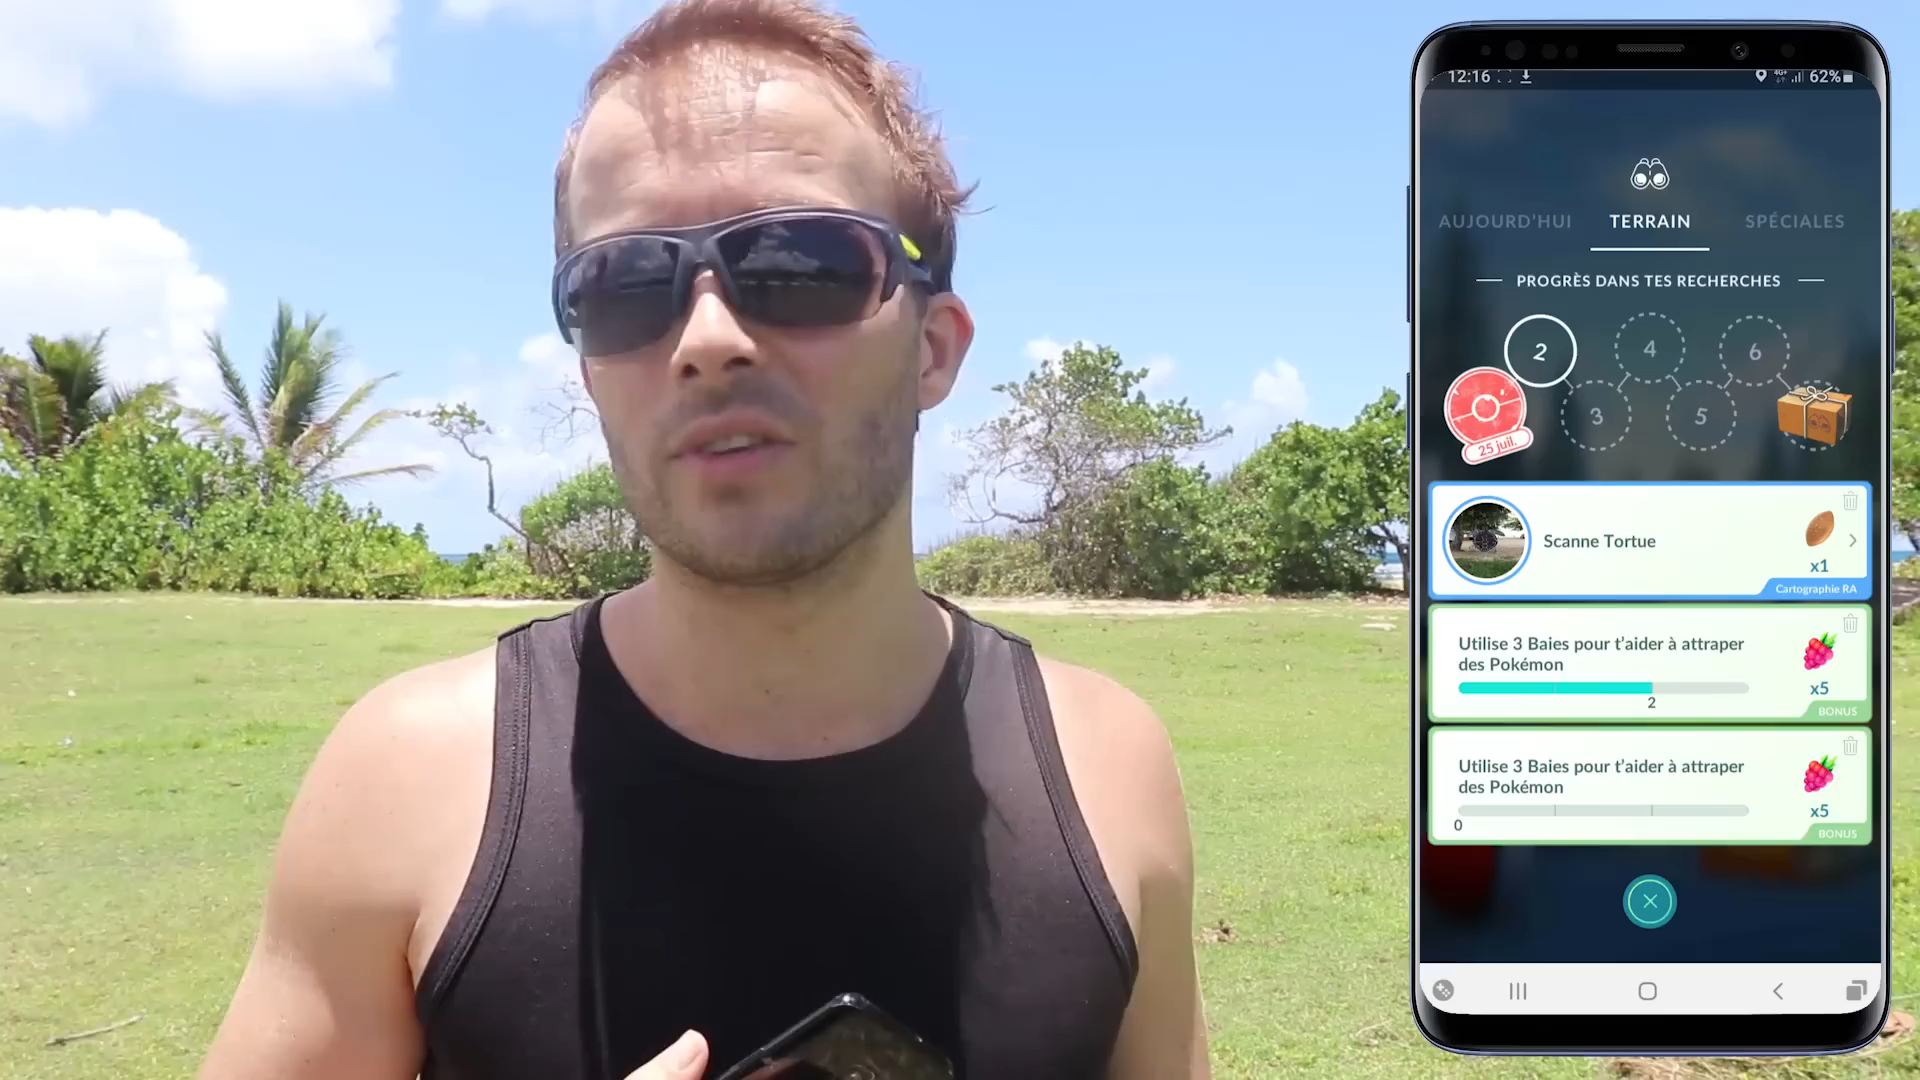 12:16
4G+
62%
AUJOURD'HUI TERRAIN SPÉCIALES
PROGRÈS DANS TES RECHERCHES
2 4 6
3 5
25 juil.
Scanne Tortue
x1
Cartographie RA
Utilise 3 Baies pour t'aider à attraper
des Pokémon
x5
2
BONUS
Utilise 3 Baies pour t'aider à attraper
des Pokémon
x5
0
BONUS